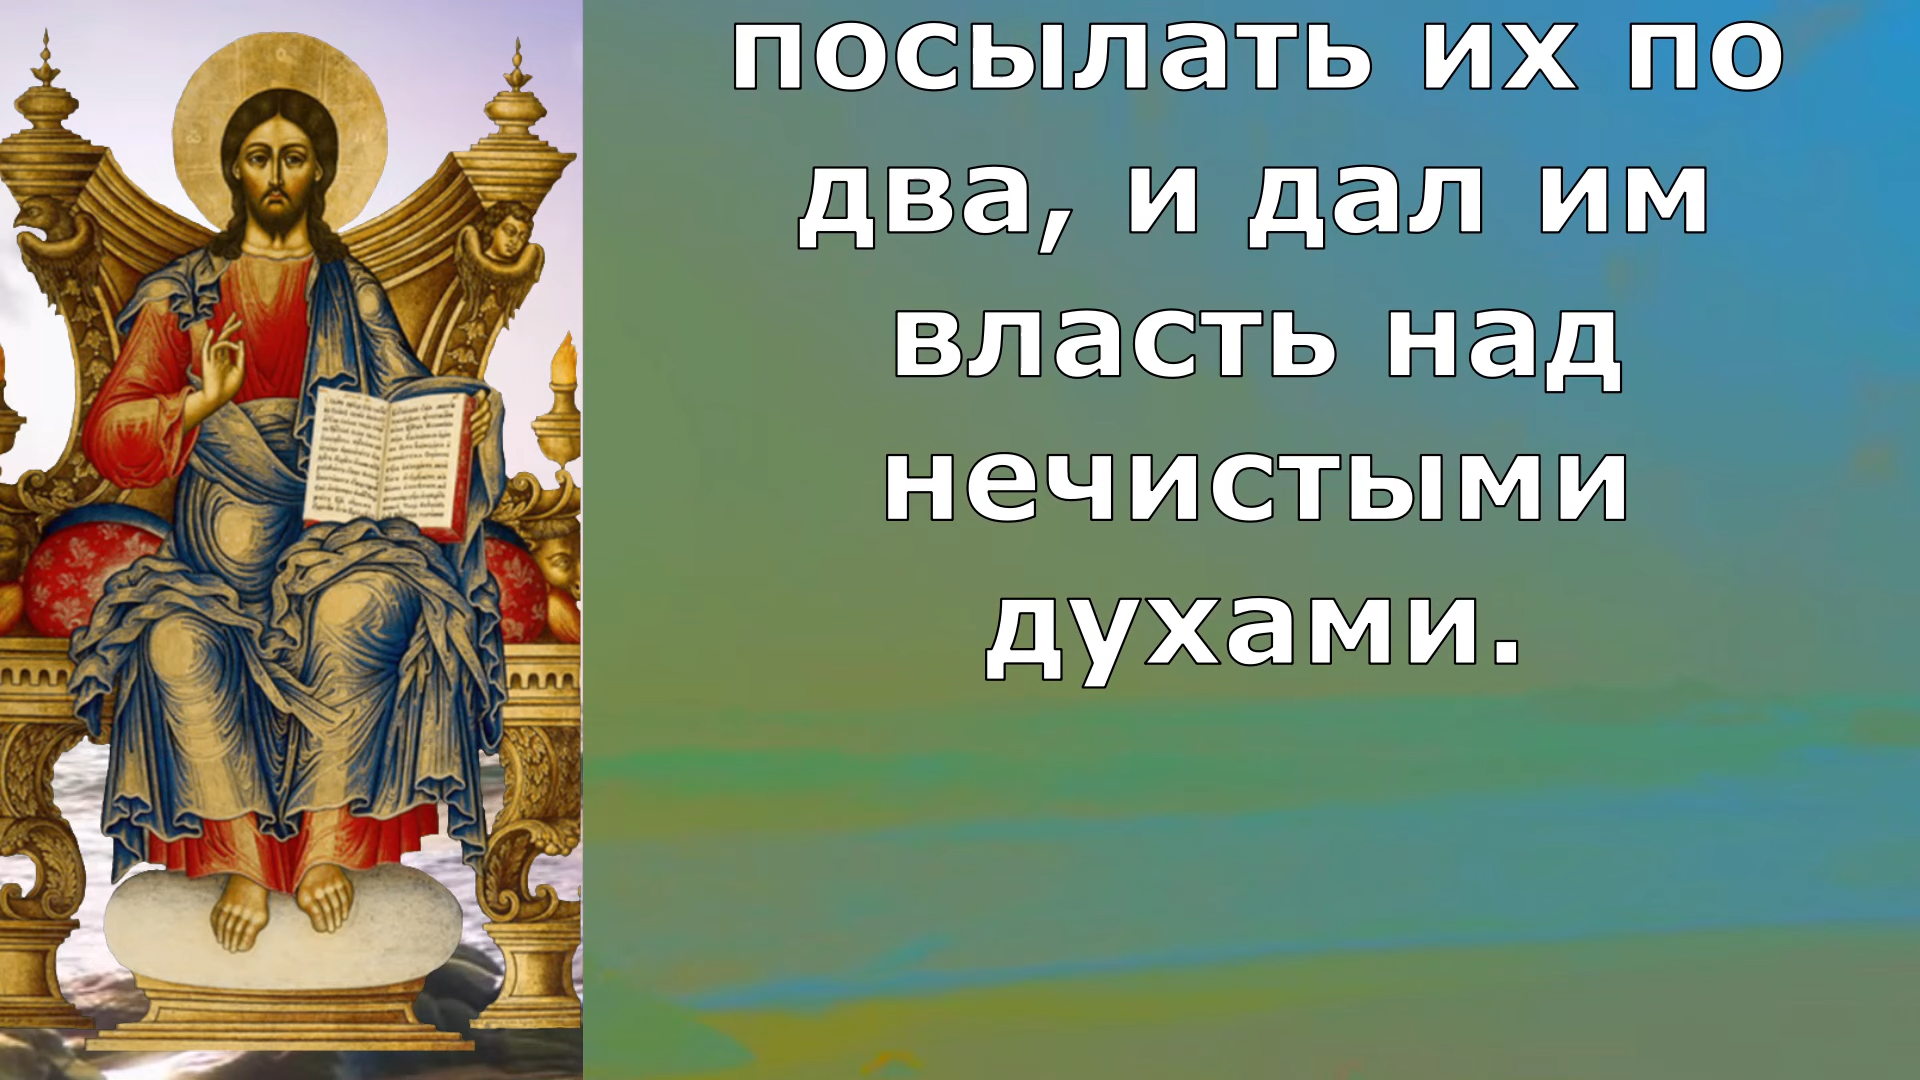 посылать их по
два, и дал им
власть над
нечистыми
духами.